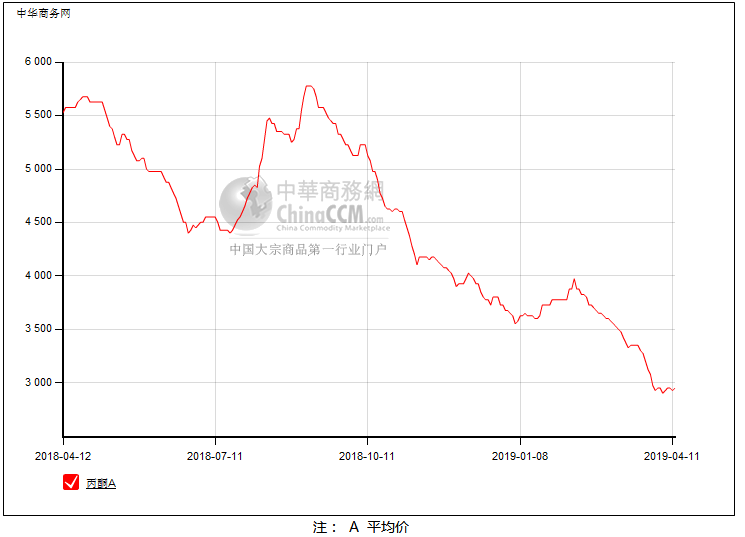 中华商务网
6 000
5 500
5 000
4 500
4 000
3 500
3 000
中華商務網
ChinaCCM.com
China Commodity Marketplace
中国大宗商品第一行业门户
2018-04-12 2018-07-11 2018-10-11 2019-01-08 2019-04-11
丙酮A
注： A 平均价